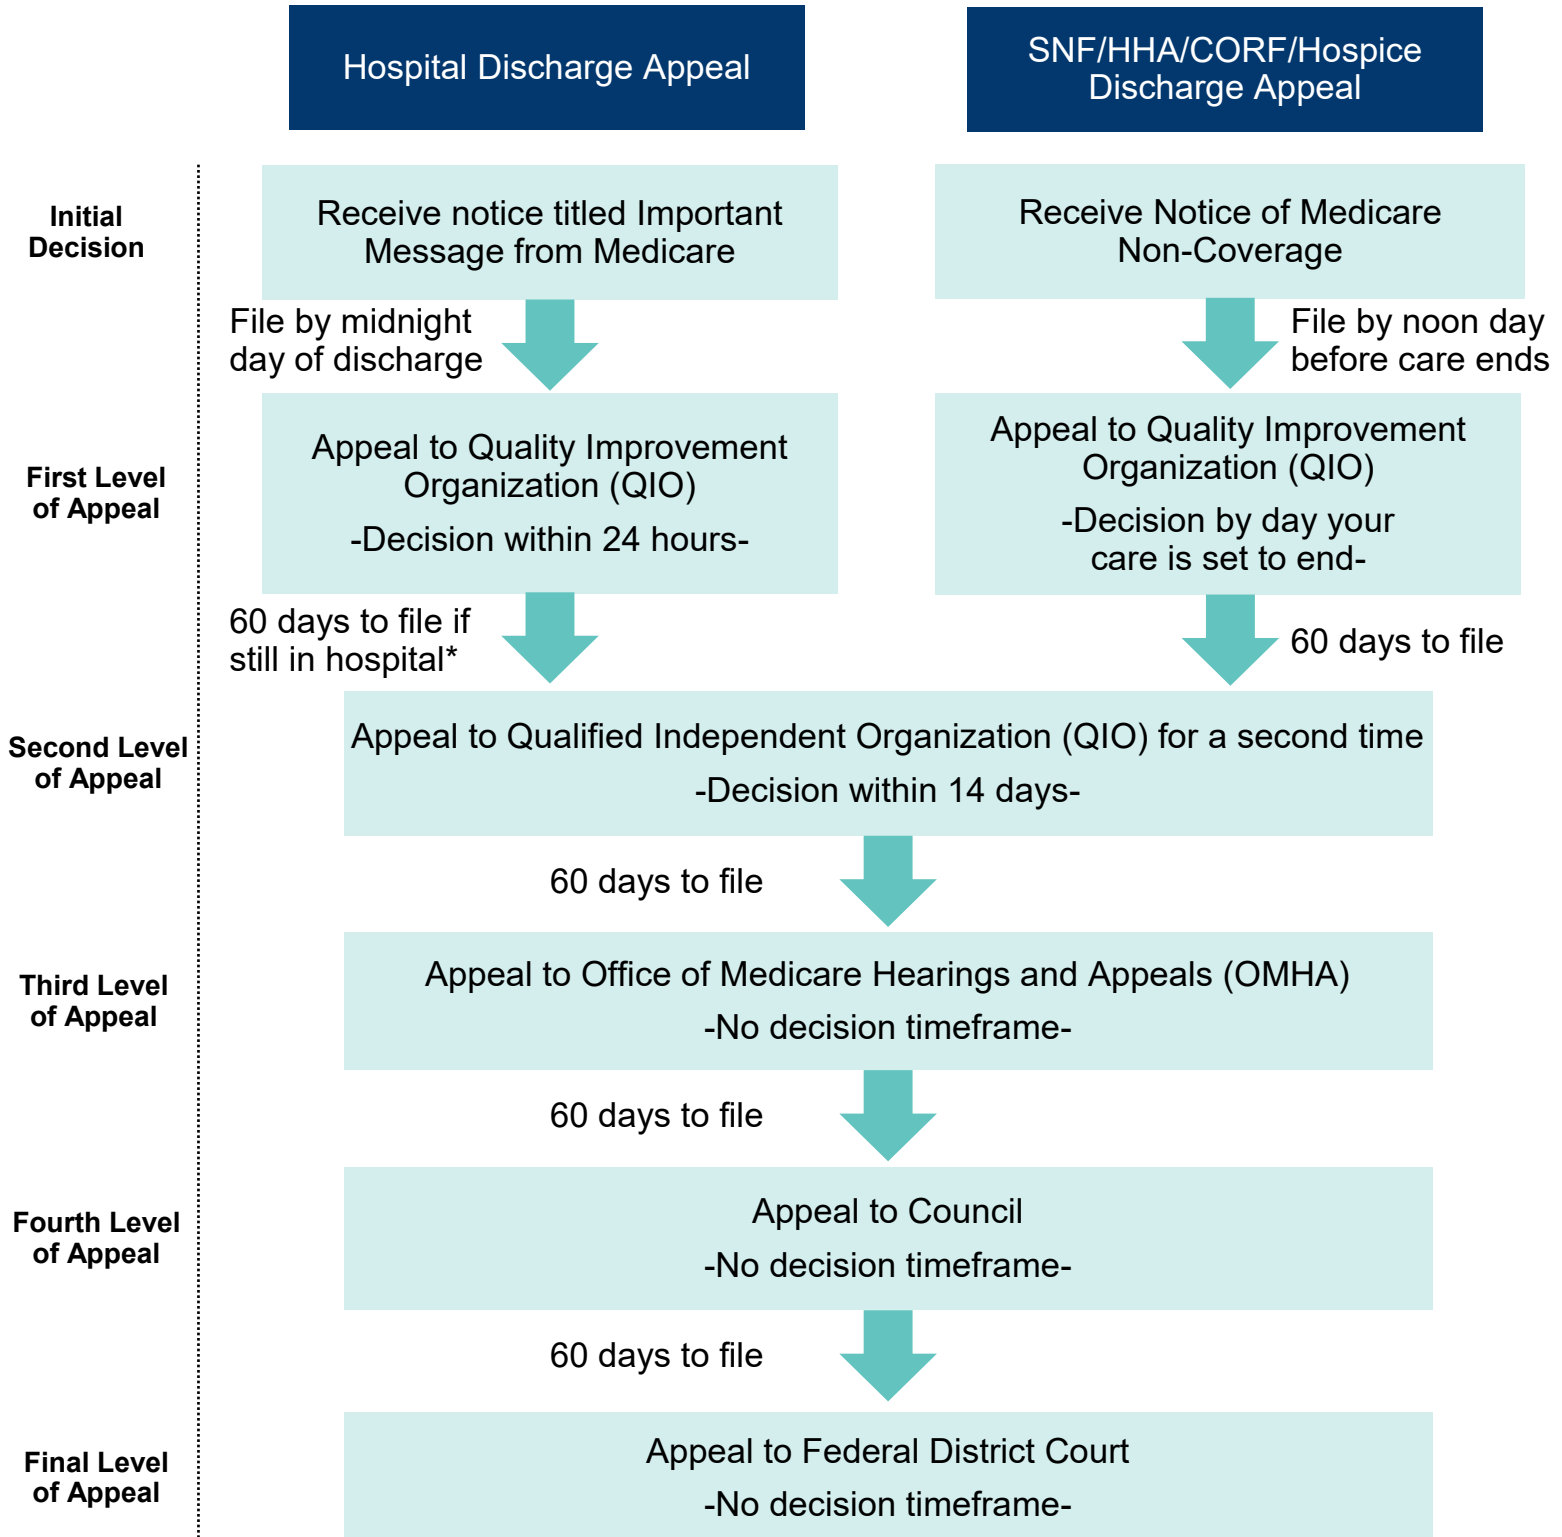 Hospital Discharge Appeal
SNF/HHA/CORF/Hospice
Discharge Appeal
Initial
Decision
Receive notice titled Important
Message from Medicare
Receive Notice of Medicare
Non-Coverage
File by midnight
day of discharge
File by noon day
before care ends
First Level
of Appeal
Appeal to Quality Improvement
Organization (QIO)
-Decision within 24 hours-
Appeal to Quality Improvement
Organization (QIO)
-Decision by day your
care is set to end-
60 days to file if
still in hospital*
60 days to file
Second Level
of Appeal
Appeal to Qualified Independent Organization (QIO) for a second time
-Decision within 14 days-
60 days to file
Third Level
of Appeal
Appeal to Office of Medicare Hearings and Appeals (OMHA)
-No decision timeframe-
60 days to file
Fourth Level
of Appeal
Appeal to Council
-No decision timeframe-
60 days to file
Final Level
of Appeal
Appeal to Federal District Court
-No decision timeframe-